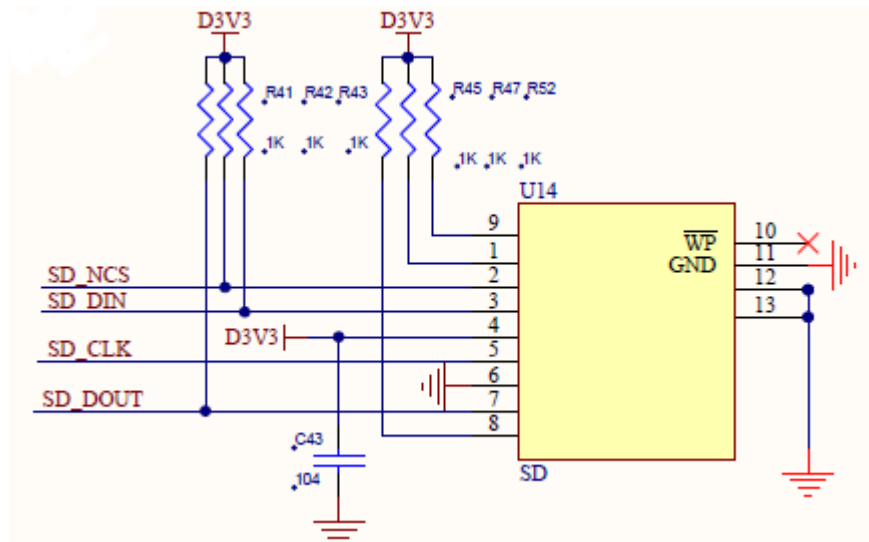 D3V3
D3V3
R41 R42 R43
R45 R47 R52
1K 1K 1K
1K 1K 1K
U14
9
1
2
3
4
5
6
7
8
WP
GND
10
11
12
13
SD_NCS
SD_DIN
D3V3
SD_CLK
SD_DOUT
C43
104
SD